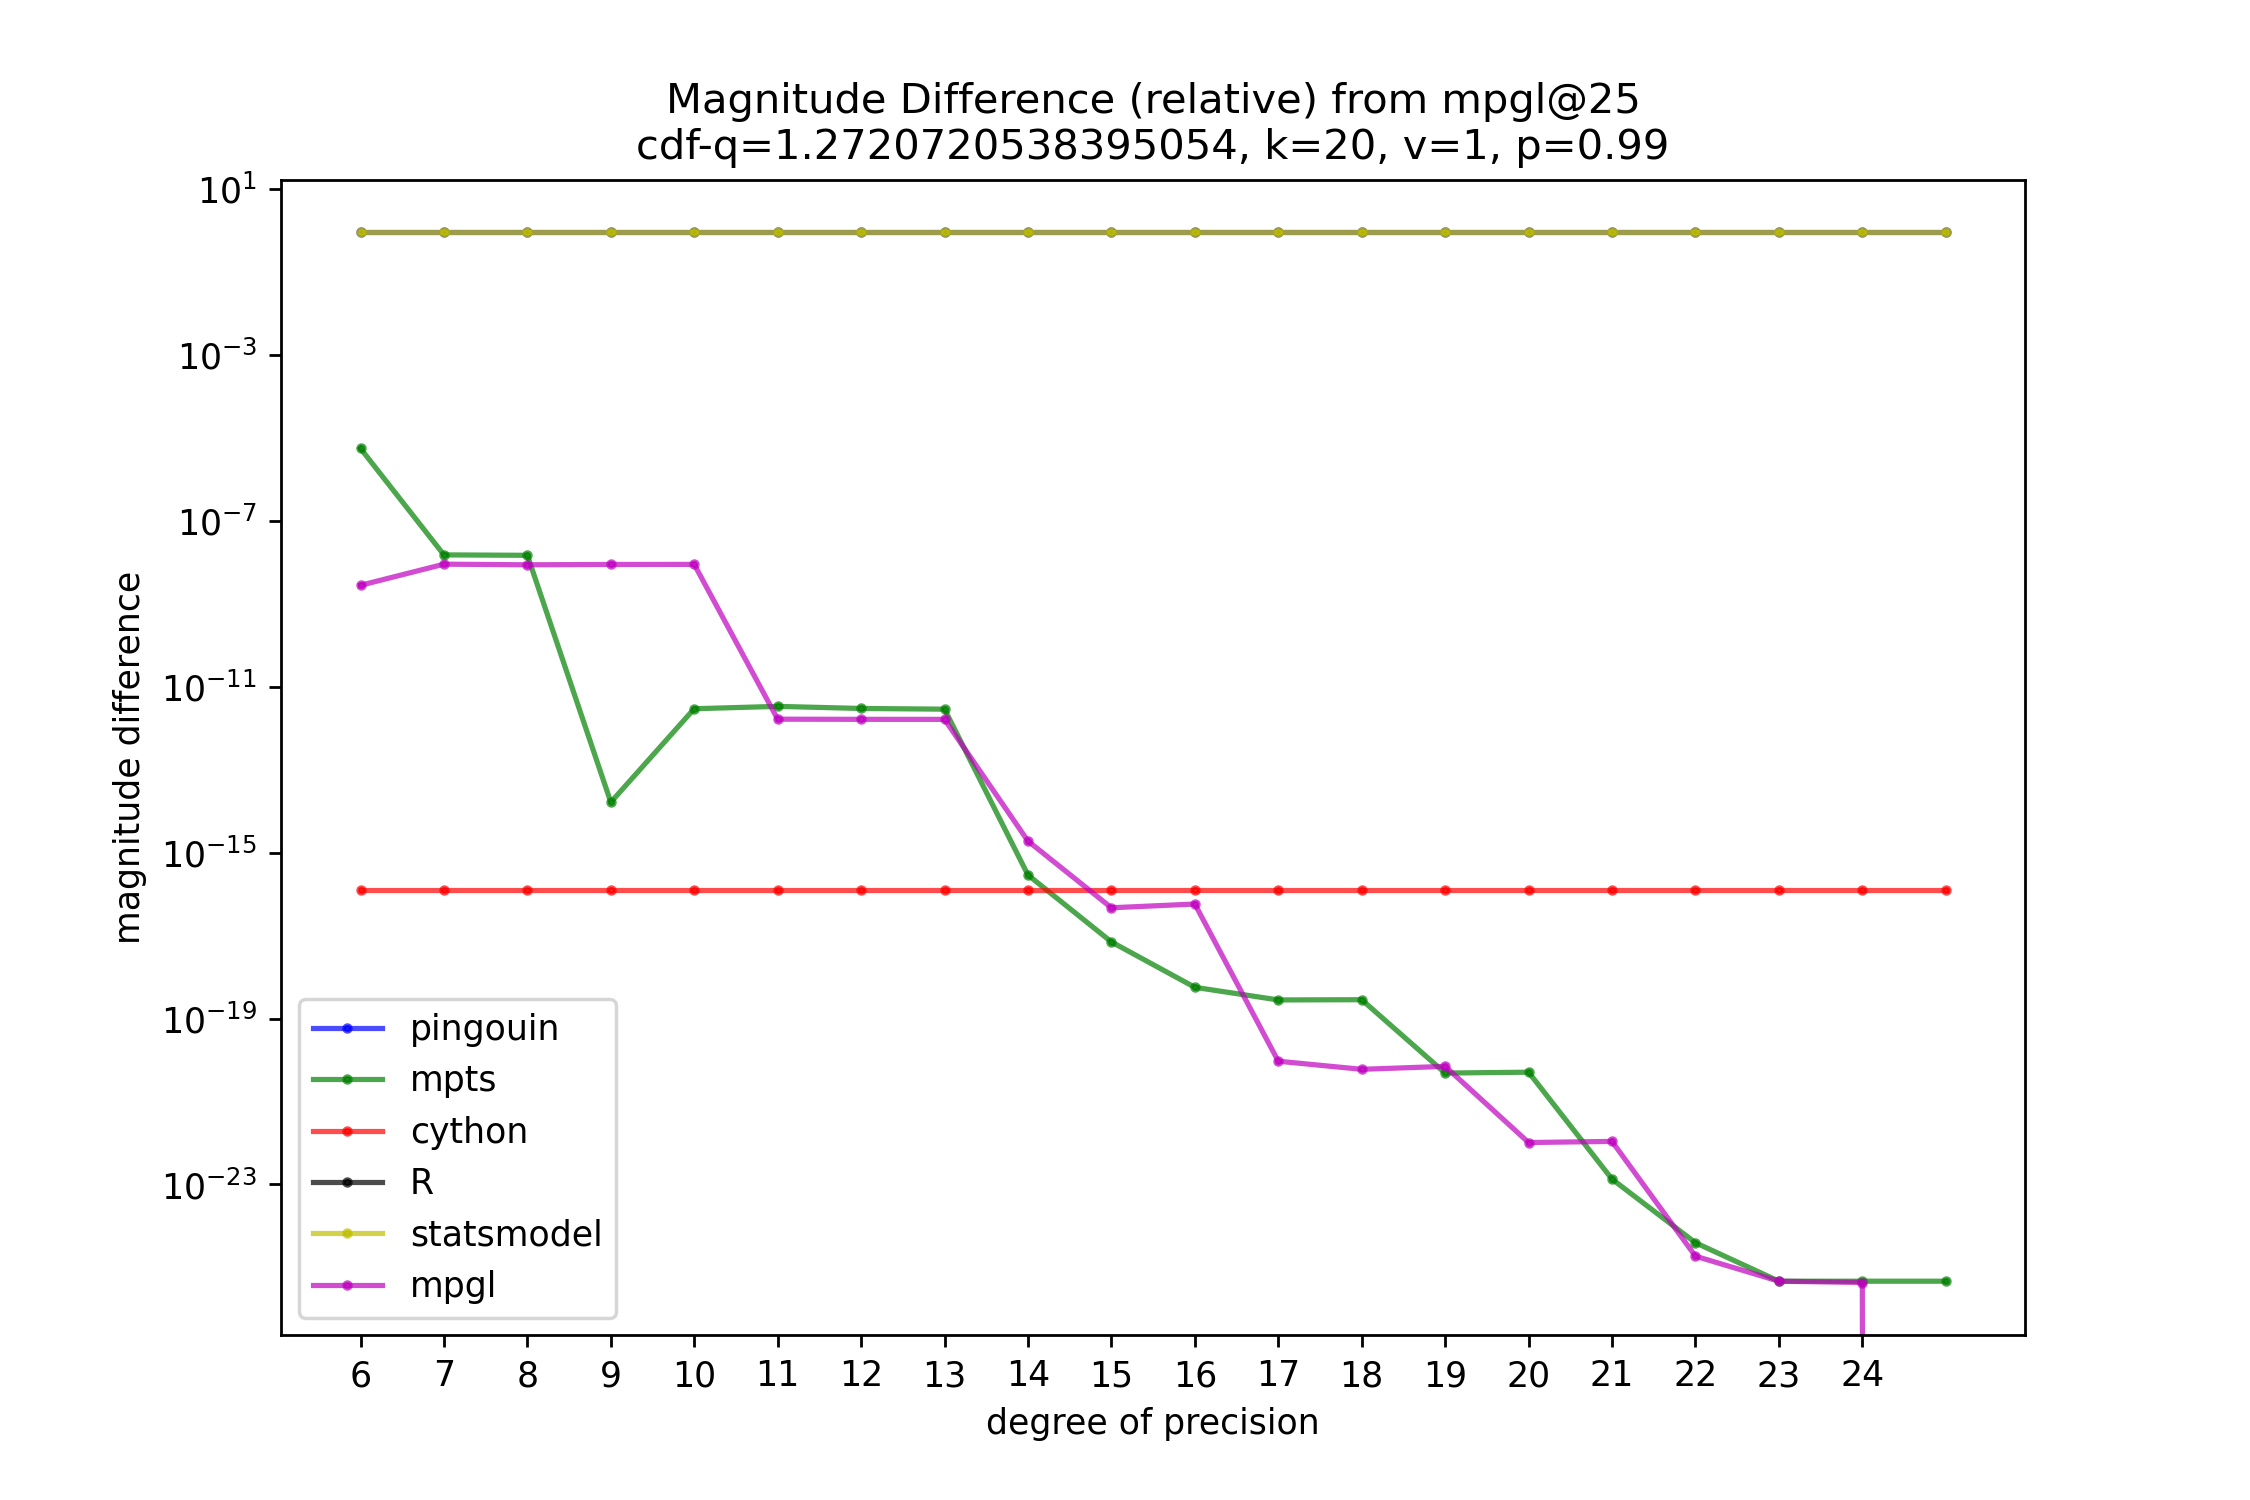 Magnitude Difference (relative) from mpgl@25
cdf-q=1.2720720538395054, k=20, v=1, p=0.99
10¹
10⁻³
10⁻⁷
10⁻¹¹
10⁻¹⁵
10⁻¹⁹
10⁻²³
magnitude difference
pingouin
mpts
cython
R
statsmodel
mpgl
6 7 8 9 10 11 12 13 14 15 16 17 18 19 20 21 22 23 24
degree of precision